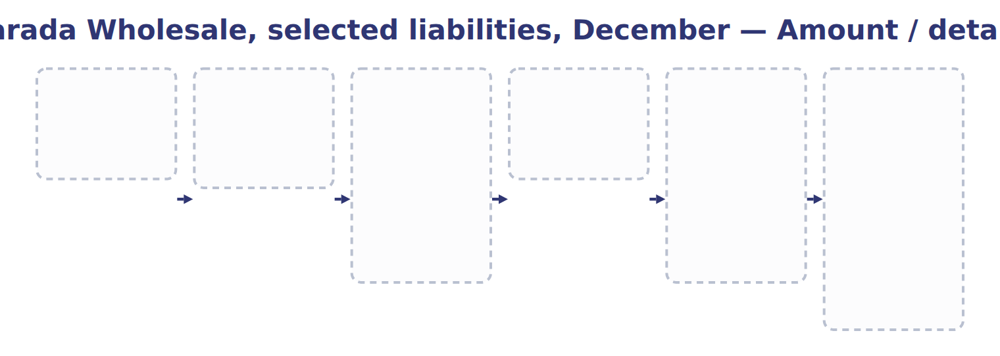 arada Wholesale, selected liabilities, December — Amount / deta